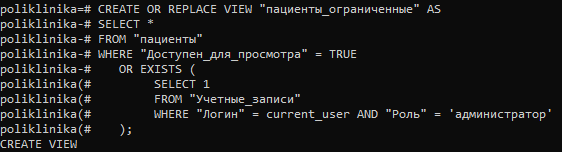 poliklinika=# CREATE OR REPLACE VIEW "пациенты_ограниченные" AS
poliklinika-# SELECT *
poliklinika-# FROM "пациенты"
poliklinika-# WHERE "Доступен_для_просмотра" = TRUE
poliklinika-#    OR EXISTS (
poliklinika(#        SELECT 1
poliklinika(#        FROM "Учетные_записи"
poliklinika(#        WHERE "Логин" = current_user AND "Роль" = 'администратор'
poliklinika(#    );
CREATE VIEW